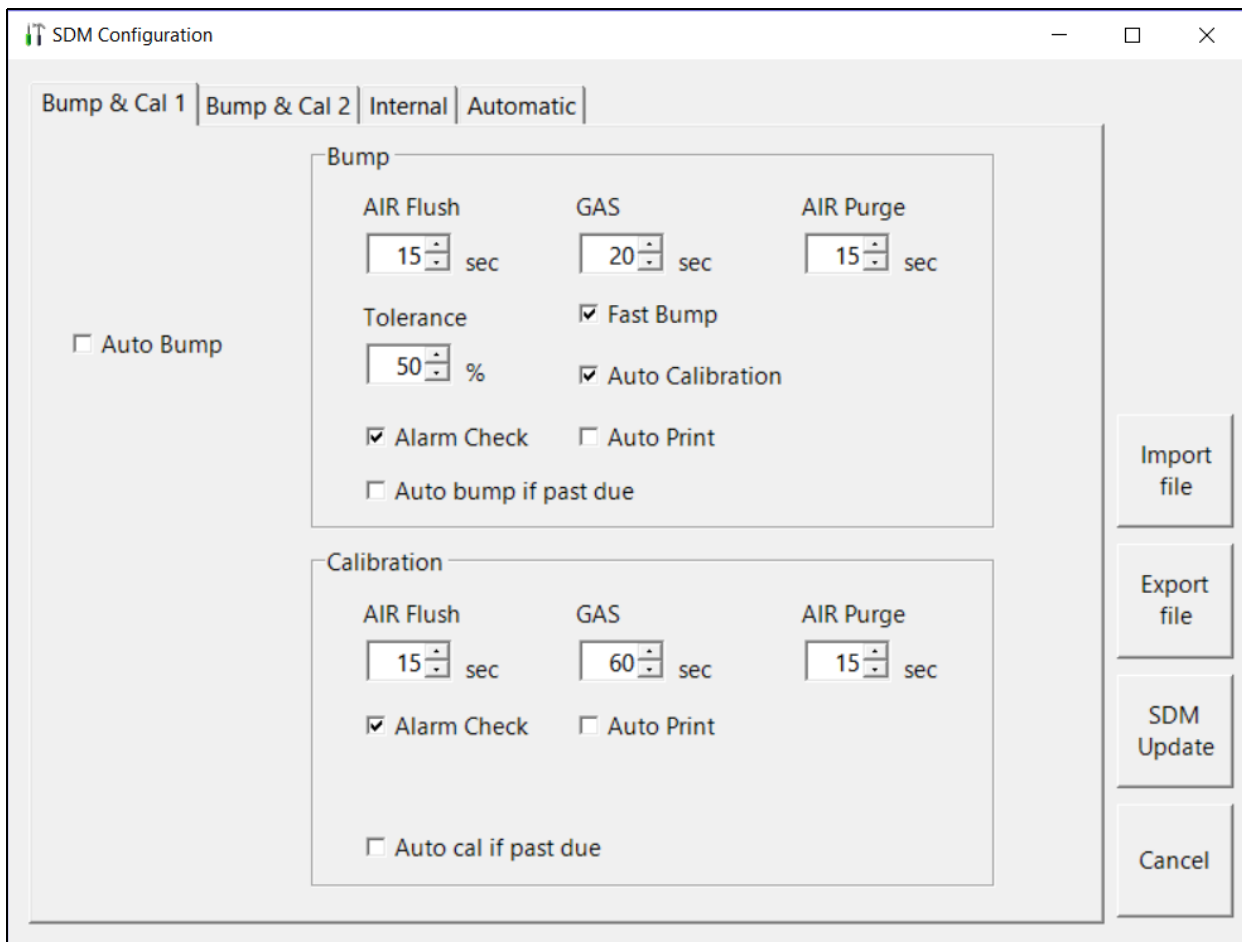 SDM Configuration
Bump & Cal 1 Bump & Cal 2 Internal Automatic
Bump
AIR Flush GAS AIR Purge
15 sec 20 sec 15 sec
Tolerance Fast Bump
Auto Bump
50 % Auto Calibration
Alarm Check Auto Print
Auto bump if past due
Calibration
AIR Flush GAS AIR Purge
15 sec 60 sec 15 sec
Alarm Check Auto Print
Auto cal if past due
Import
file
Export
file
SDM
Update
Cancel